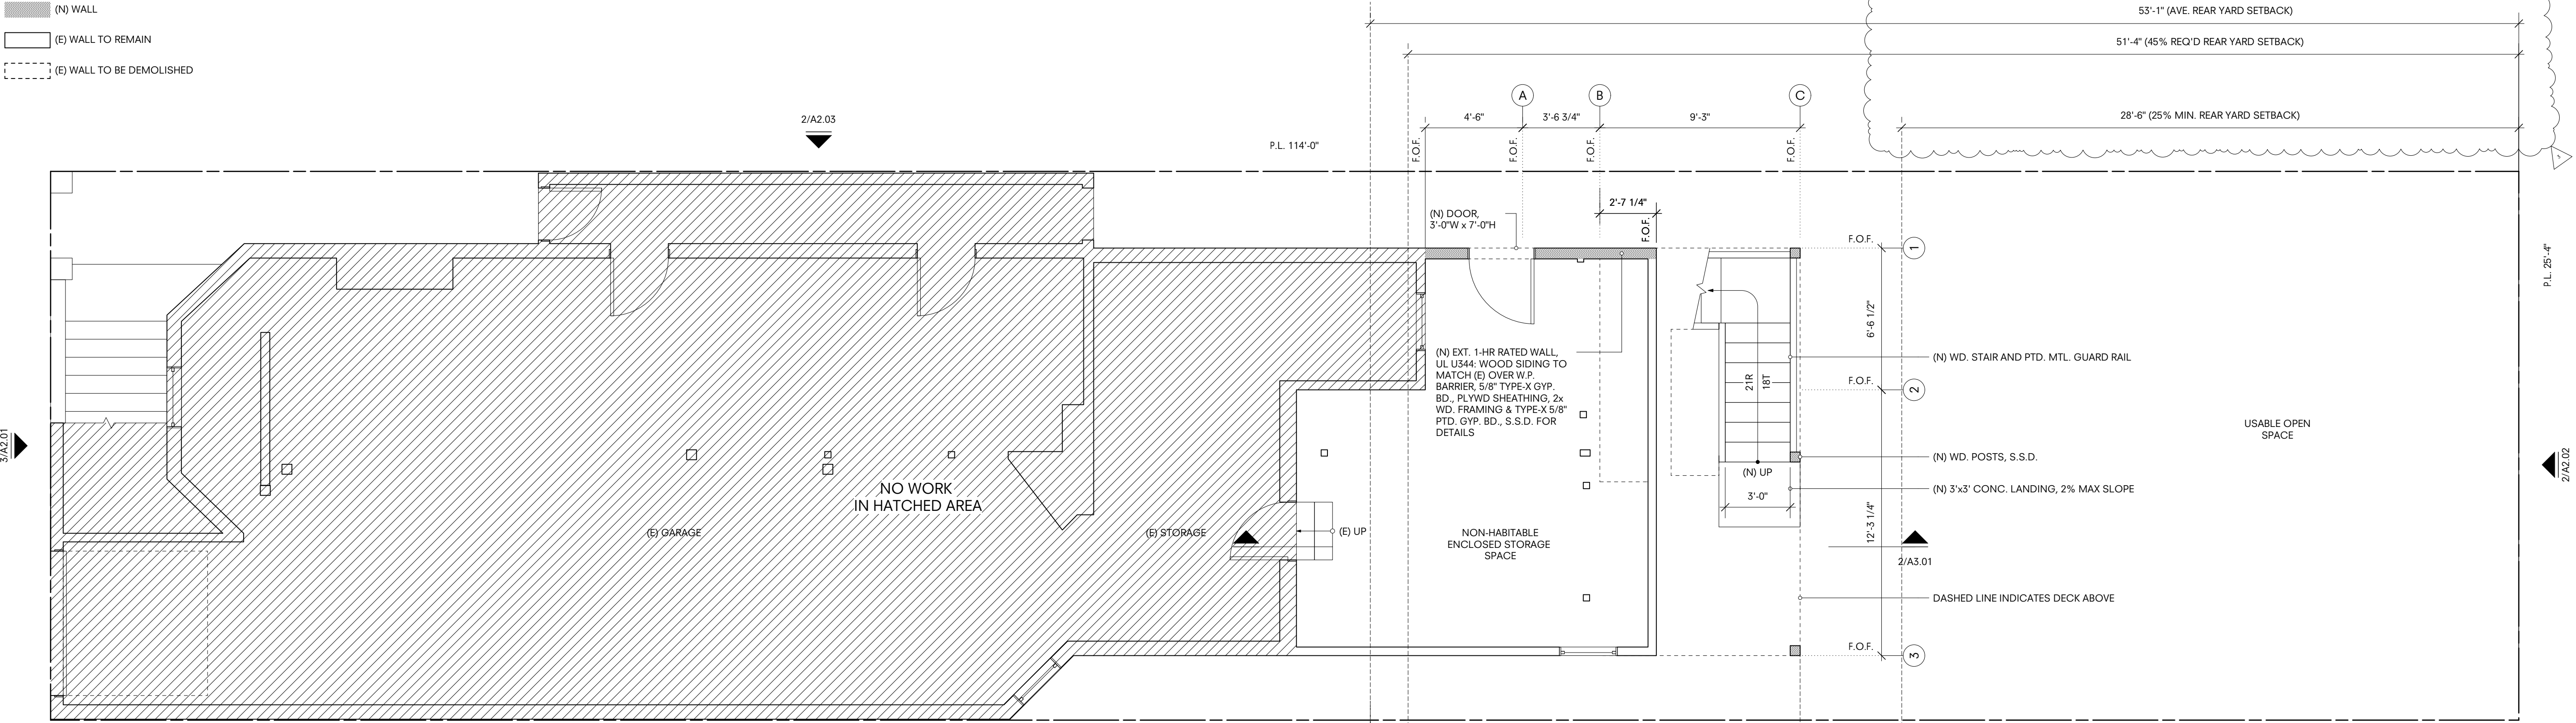 (N) WALL
(E) WALL TO REMAIN
(E) WALL TO BE DEMOLISHED
53'-1" (AVE. REAR YARD SETBACK)
51'-4" (45% REQ'D REAR YARD SETBACK)
28'-6" (25% MIN. REAR YARD SETBACK)
A
B
C
4'-6"
3'-6 3/4"
9'-3"
2/A2.03
P.L. 114'-0"
F.O.F.
F.O.F.
F.O.F.
F.O.F.
2'-7 1/4"
F.O.F.
(N) DOOR,
3'-0"W x 7'-0"H
F.O.F.
1
P.L. 25'-4"
6'-6 1/2"
(N) EXT. 1-HR RATED WALL,
UL U344: WOOD SIDING TO
MATCH (E) OVER W.P.
BARRIER, 5/8" TYPE-X GYP.
BD., PLYWD SHEATHING, 2x
WD. FRAMING & TYPE-X 5/8"
PTD. GYP. BD., S.S.D. FOR
DETAILS
21R
18T
(N) WD. STAIR AND PTD. MTL. GUARD RAIL
F.O.F.
2
USABLE OPEN
SPACE
3/A2.01
2/A2.02
(N) WD. POSTS, S.S.D.
(N) UP
3'-0"
(N) 3'x3' CONC. LANDING, 2% MAX SLOPE
NO WORK
IN HATCHED AREA
(E) GARAGE
(E) STORAGE
(E) UP
NON-HABITABLE
ENCLOSED STORAGE
SPACE
12'-3 1/4"
2/A3.01
DASHED LINE INDICATES DECK ABOVE
F.O.F.
3